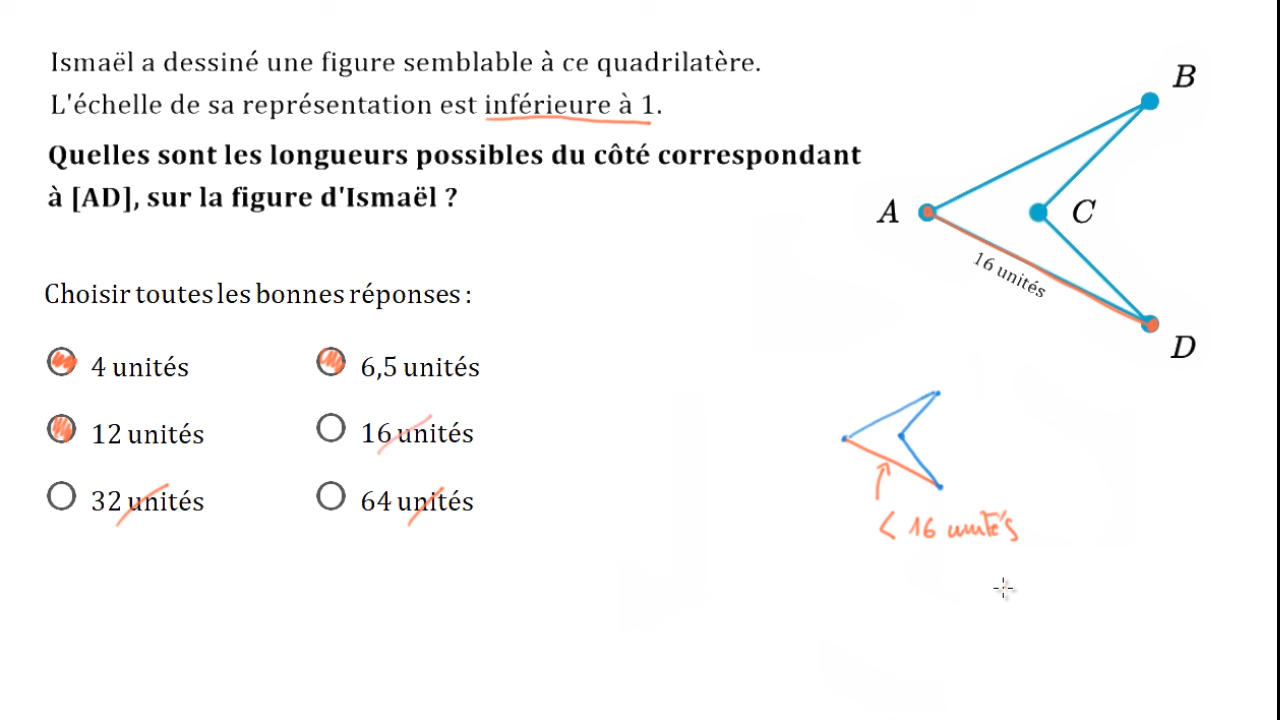 Ismaël a dessiné une figure semblable à ce quadrilatère.
L'échelle de sa représentation est inférieure à 1.
Quelles sont les longueurs possibles du côté correspondant
à [AD], sur la figure d'Ismaël ?
Choisir toutes les bonnes réponses :
4 unités
6,5 unités
12 unités
16 unités
32 unités
64 unités
B
A
C
16 unités
D
< 16 unités